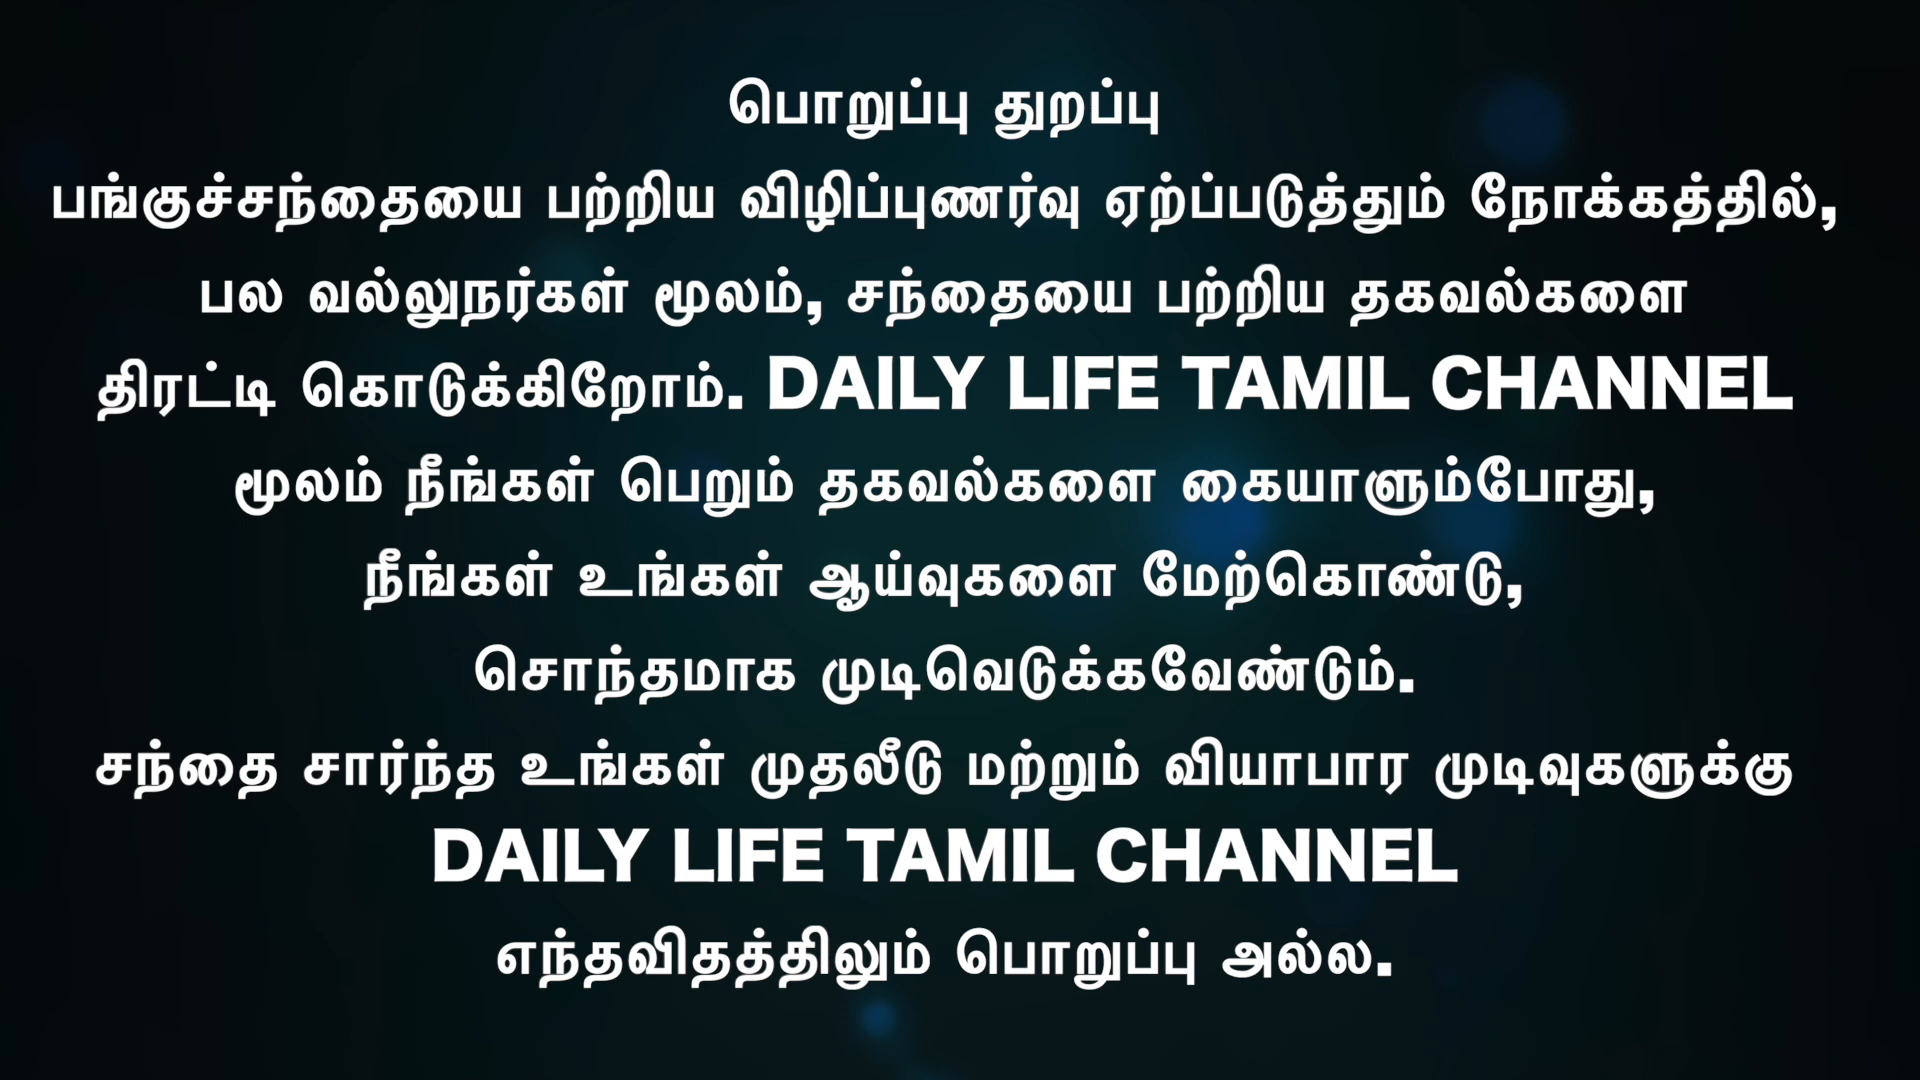 பொறுப்பு துறப்பு
பங்குச்சந்தையை பற்றிய விழிப்புணர்வு ஏற்ப்படுத்தும் நோக்கத்தில்,
பல வல்லுநர்கள் மூலம், சந்தையை பற்றிய தகவல்களை
திரட்டி கொடுக்கிறோம். DAILY LIFE TAMIL CHANNEL
மூலம் நீங்கள் பெறும் தகவல்களை கையாளும்போது,
நீங்கள் உங்கள் ஆய்வுகளை மேற்கொண்டு,
சொந்தமாக முடிவெடுக்கவேண்டும்.
சந்தை சார்ந்த உங்கள் முதலீடு மற்றும் வியாபார முடிவுகளுக்கு
DAILY LIFE TAMIL CHANNEL
எந்தவிதத்திலும் பொறுப்பு அல்ல.